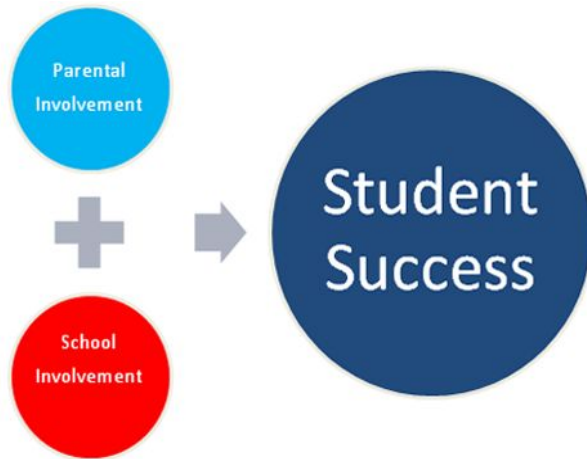 Parental
Involvement
School
Involvement
Student
Success